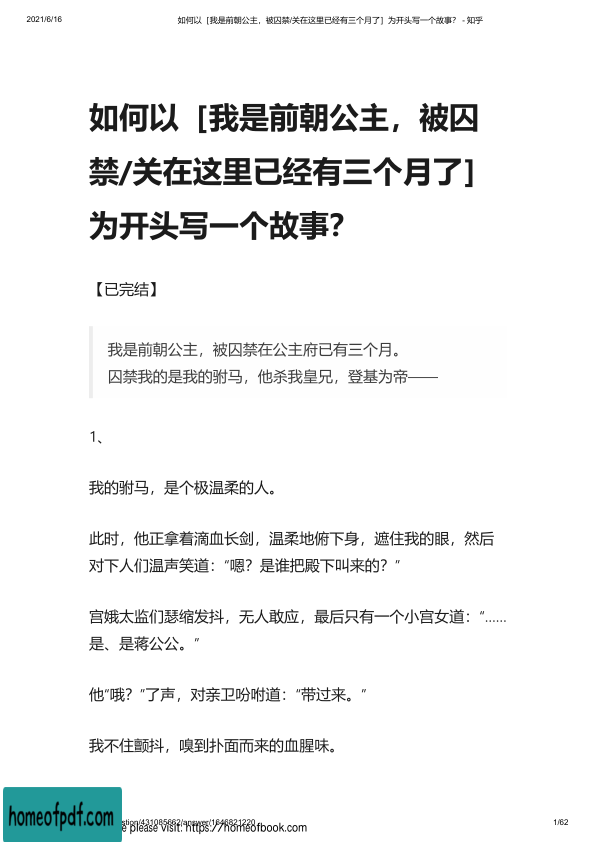 2021/6/16
如何以［我是前朝公主，被囚禁/关在这里已经有三个月了］为开头写一个故事？ - 知乎
如何以［我是前朝公主，被囚
禁/关在这里已经有三个月了］
为开头写一个故事？
【已完结】
我是前朝公主，被囚禁在公主府已有三个月。
囚禁我的是我的驸马，他杀我皇兄，登基为帝——
1、
我的驸马，是个极温柔的人。
此时，他正拿着滴血长剑，温柔地俯下身，遮住我的眼，然后
对下人们温声笑道：“嗯？是谁把殿下叫来的？”
宫娥太监们瑟缩发抖，无人敢应，最后只有一个小宫女道：“……
是、是蒋公公。”
他“哦？”了声，对亲卫吩咐道：“带过来。”
我不住颤抖，嗅到扑面而来的血腥味。
homeofpdf.com
stion/431085662/answer/1646821220
1/62
please visit: https://homeofbook.com